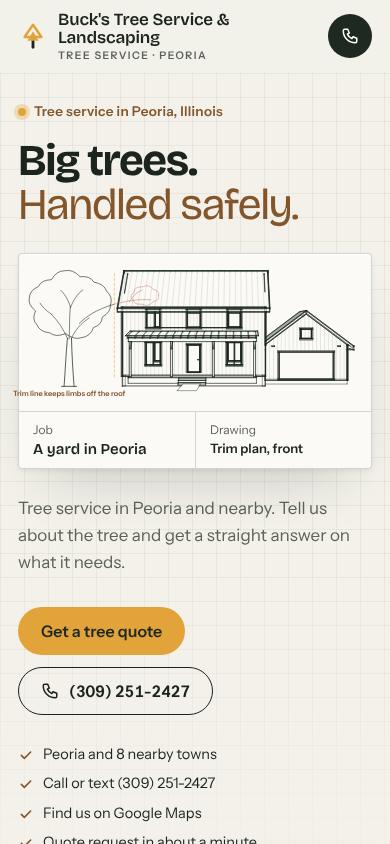 Buck's Tree Service &
Landscaping
TREE SERVICE · PEORIA
Tree service in Peoria, Illinois
Big trees.
Handled safely.
Trim line keeps limbs off the roof
Job
A yard in Peoria
Drawing
Trim plan, front
Tree service in Peoria and nearby. Tell us
about the tree and get a straight answer on
what it needs.
Get a tree quote
(309) 251-2427
Peoria and 8 nearby towns
Call or text (309) 251-2427
Find us on Google Maps
Quote request in about a minute